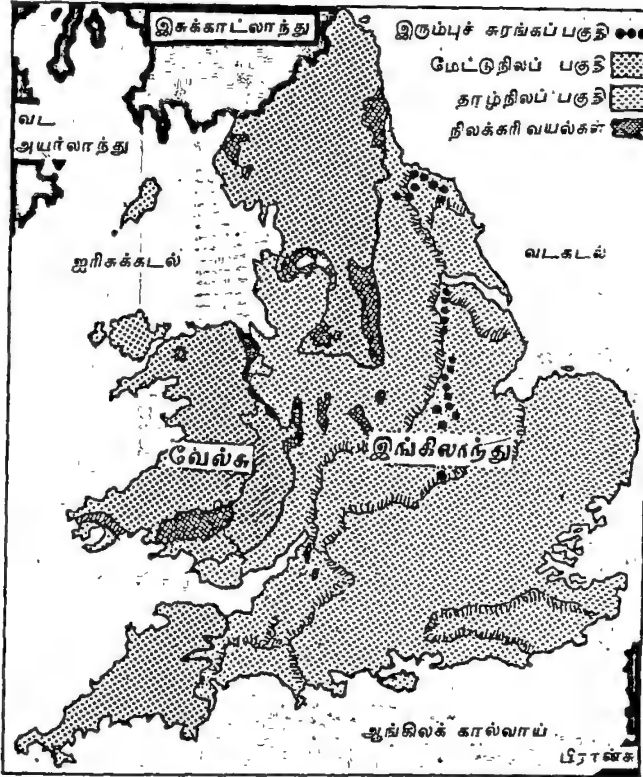 இசுக்காட்லாந்து
இரும்புச் சுரங்கப் பகுதி
மேட்டுநிலப் பகுதி
தாழ்நிலப் பகுதி
நிலக்கரி வயல்கள்
வட
அயர்லாந்து
ஐரிசுக்கடல்
வடகடல்
வேல்சு
இங்கிலாந்து
ஆங்கிலக் கால்வாய்
பிரான்சு